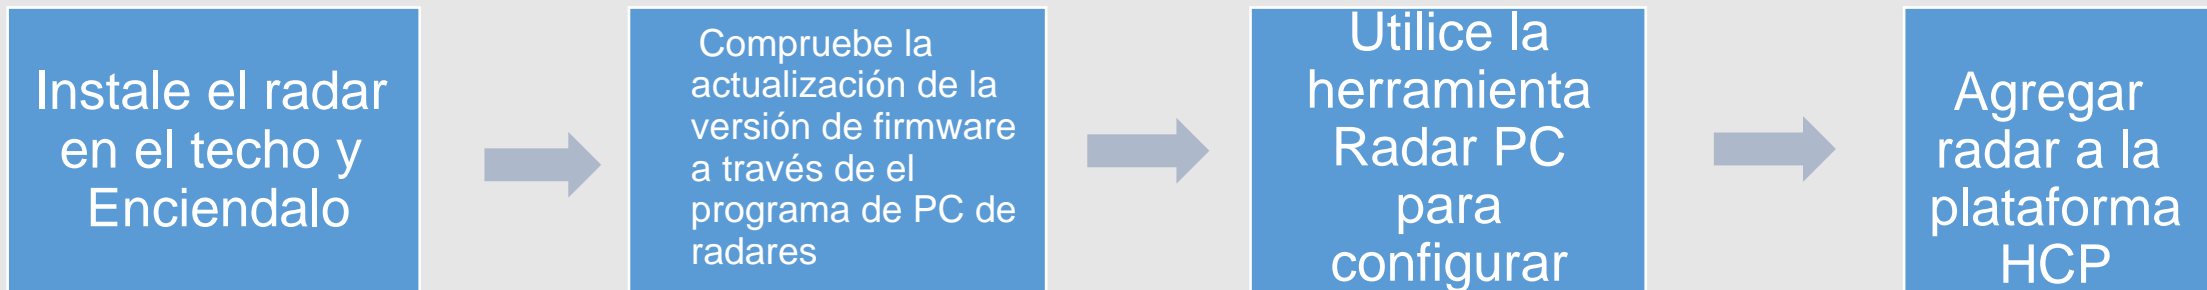 Instale el radar
en el techo y
Enciendalo
Compruebe la
actualización de la
versión de firmware
a través de el
programa de PC de
radares
Utilice la
herramienta
Radar PC
para
configurar
Agregar
radar a la
plataforma
HCP